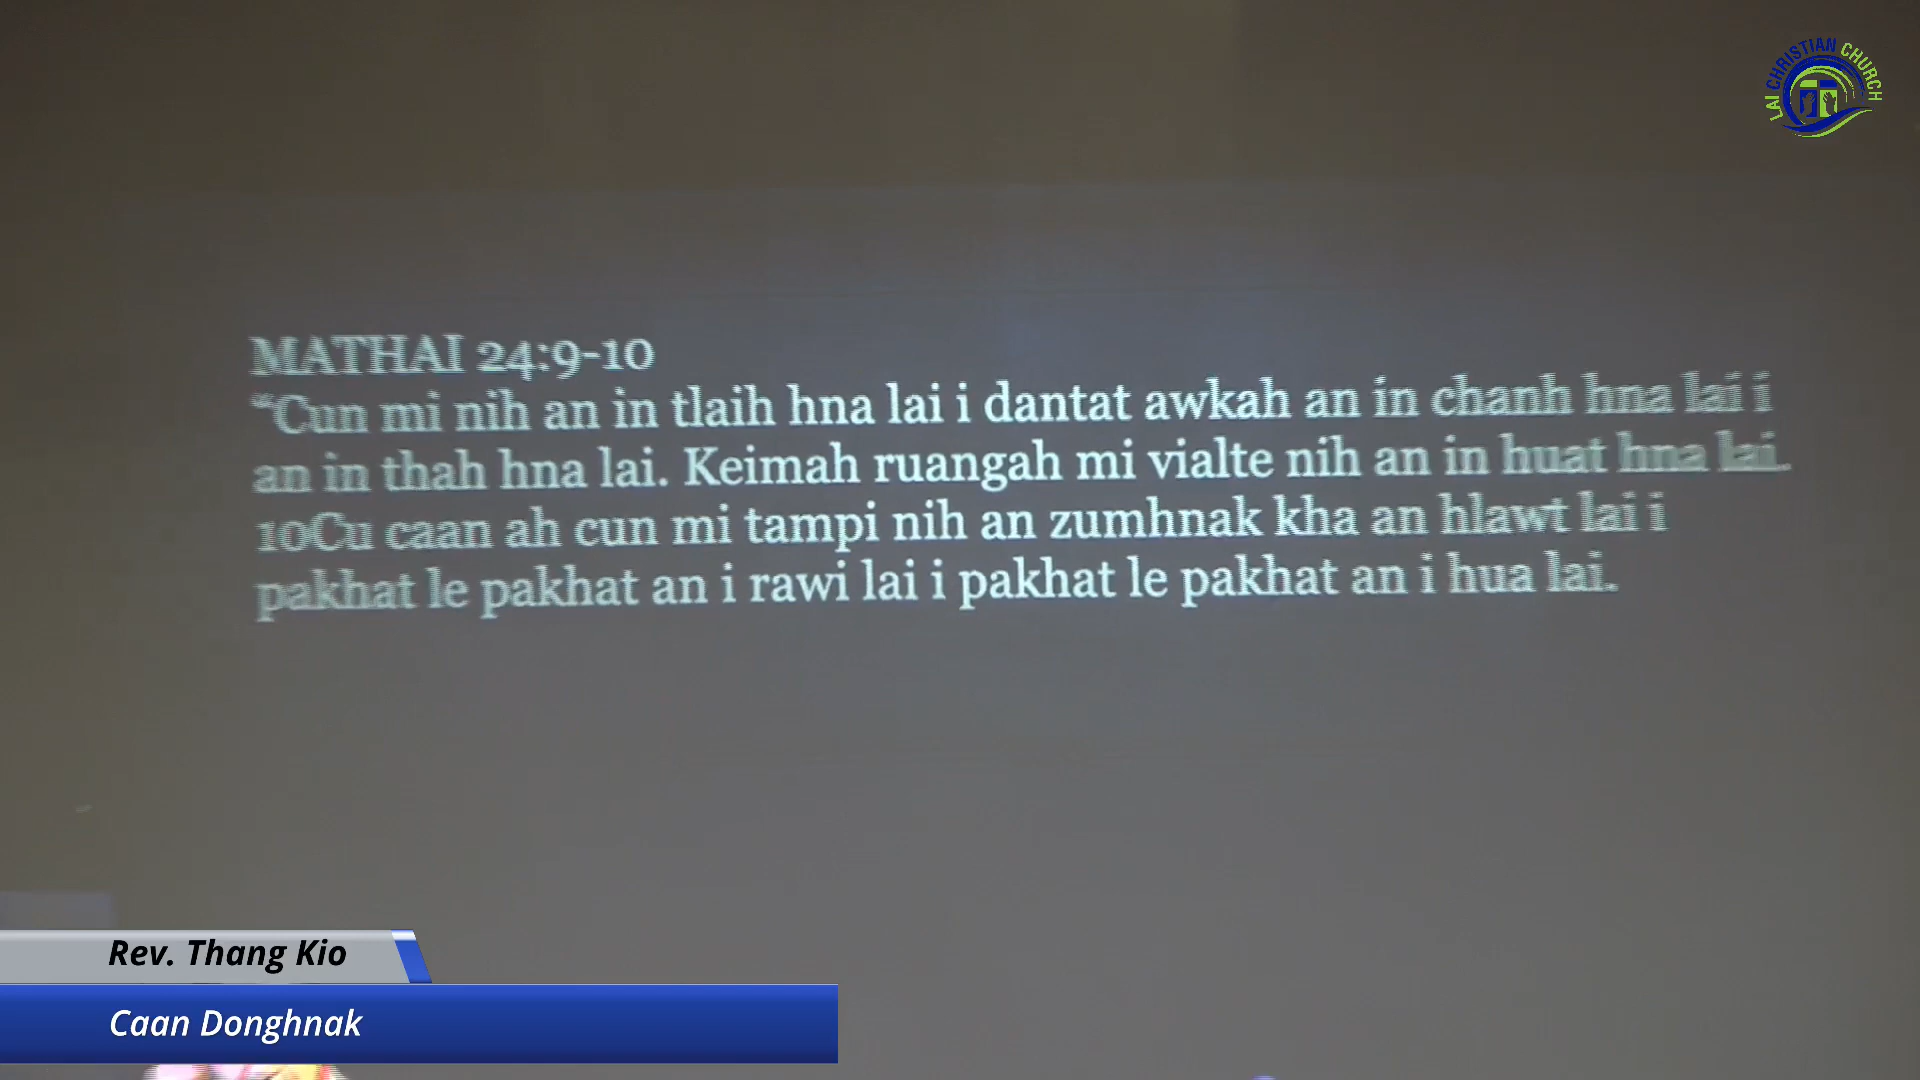 LAI CHRISTIAN CHURCH
MATHAI 24:9-10
“Cun mi nih an in tlaih hna lai i dantat awkah an in chanh hna lai i
an in thah hna lai. Keimah ruangah mi vialte nih an in huat hna lai.
10Cu caan ah cun mi tampi nih an zumhnak kha an hlawt lai i
pakhat le pakhat an i rawi lai i pakhat le pakhat an i hua lai.
Rev. Thang Kio
Caan Donghnak